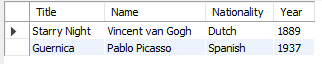 Title Name Nationality Year
Starry Night Vincent van Gogh Dutch 1889
Guernica Pablo Picasso Spanish 1937